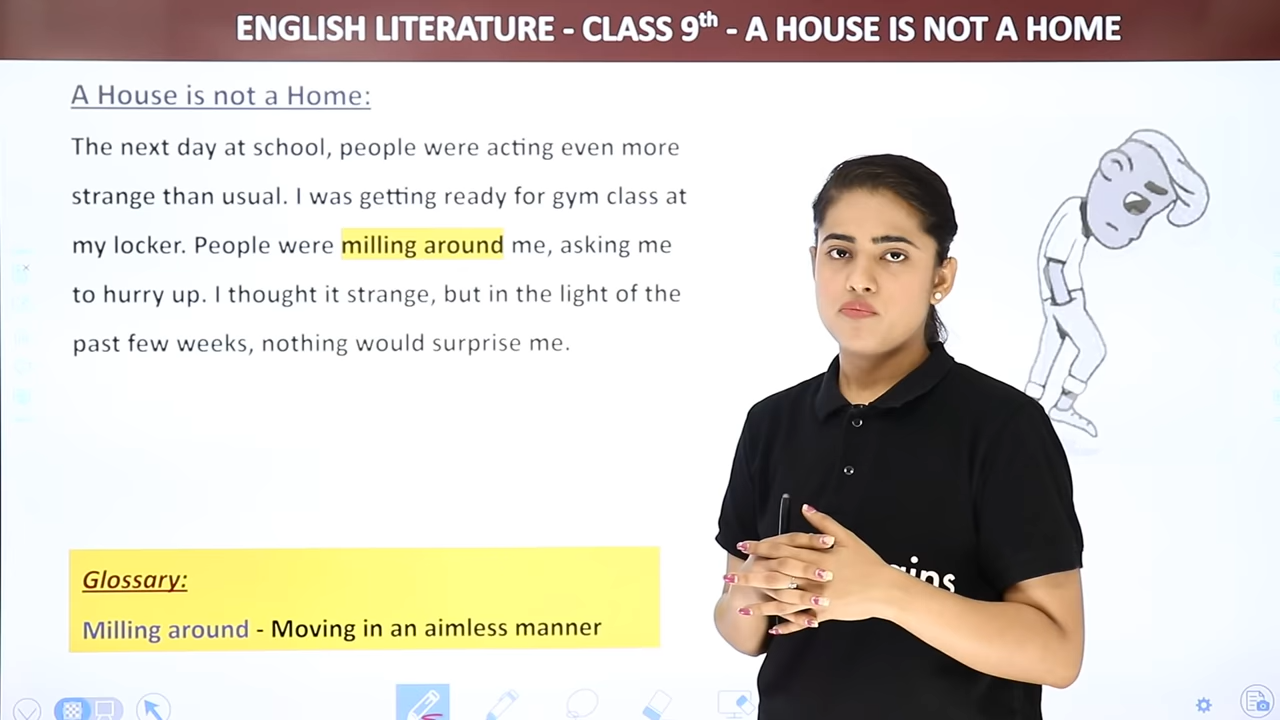 ENGLISH LITERATURE - CLASS 9th - A HOUSE IS NOT A HOME
A House is not a Home:
The next day at school, people were acting even more
strange than usual. I was getting ready for gym class at
my locker. People were milling around me, asking me
to hurry up. I thought it strange, but in the light of the
past few weeks, nothing would surprise me.
Glossary:
Milling around - Moving in an aimless manner